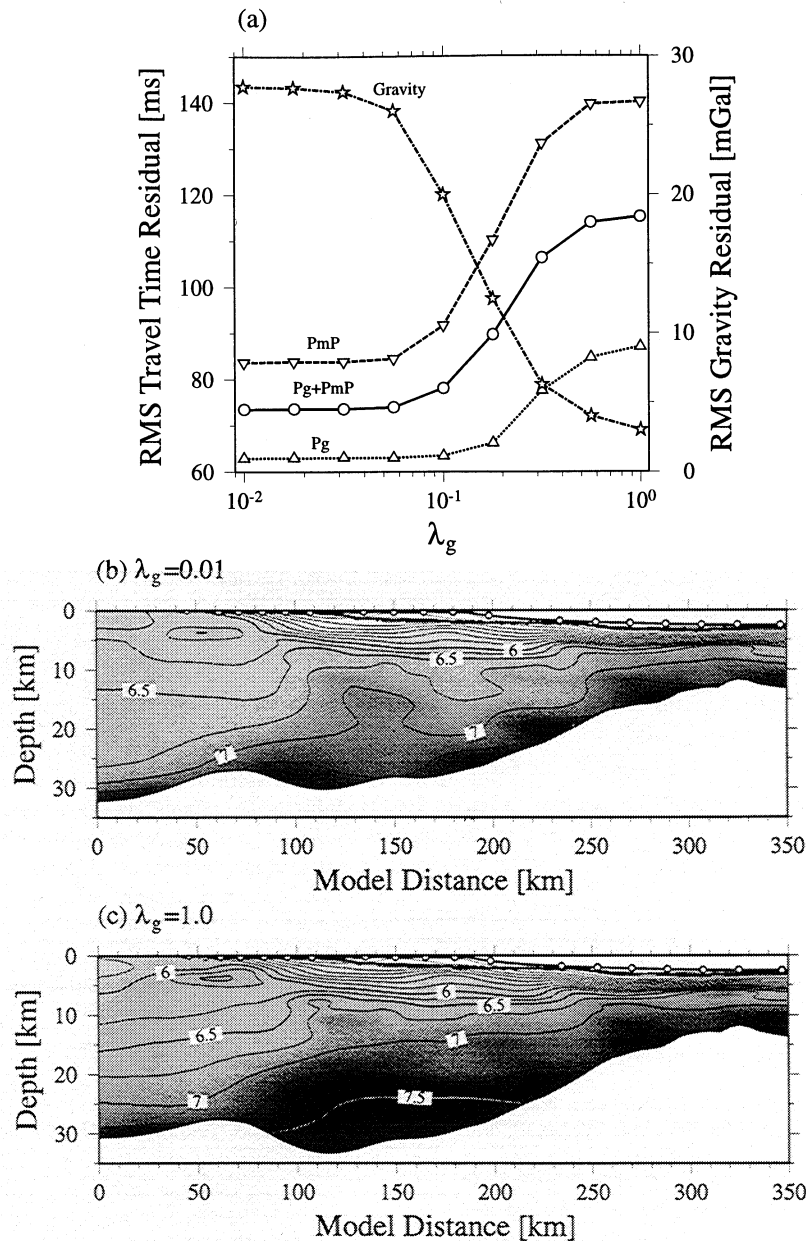 (a)
RMS Travel Time Residual [ms]
140
120
100
80
60
30
20
10
0
RMS Gravity Residual [mGal]
Gravity
PmP
Pg+PmP
Pg
10-2
10-1
100
λg
(b) λg=0.01
Depth [km]
0
10
20
30
6.5
6
6.5
7
7
0 50 100 150 200 250 300 350
Model Distance [km]
(c) λg=1.0
Depth [km]
0
10
20
30
6
6
6.5
6.5
7
7
7.5
0 50 100 150 200 250 300 350
Model Distance [km]